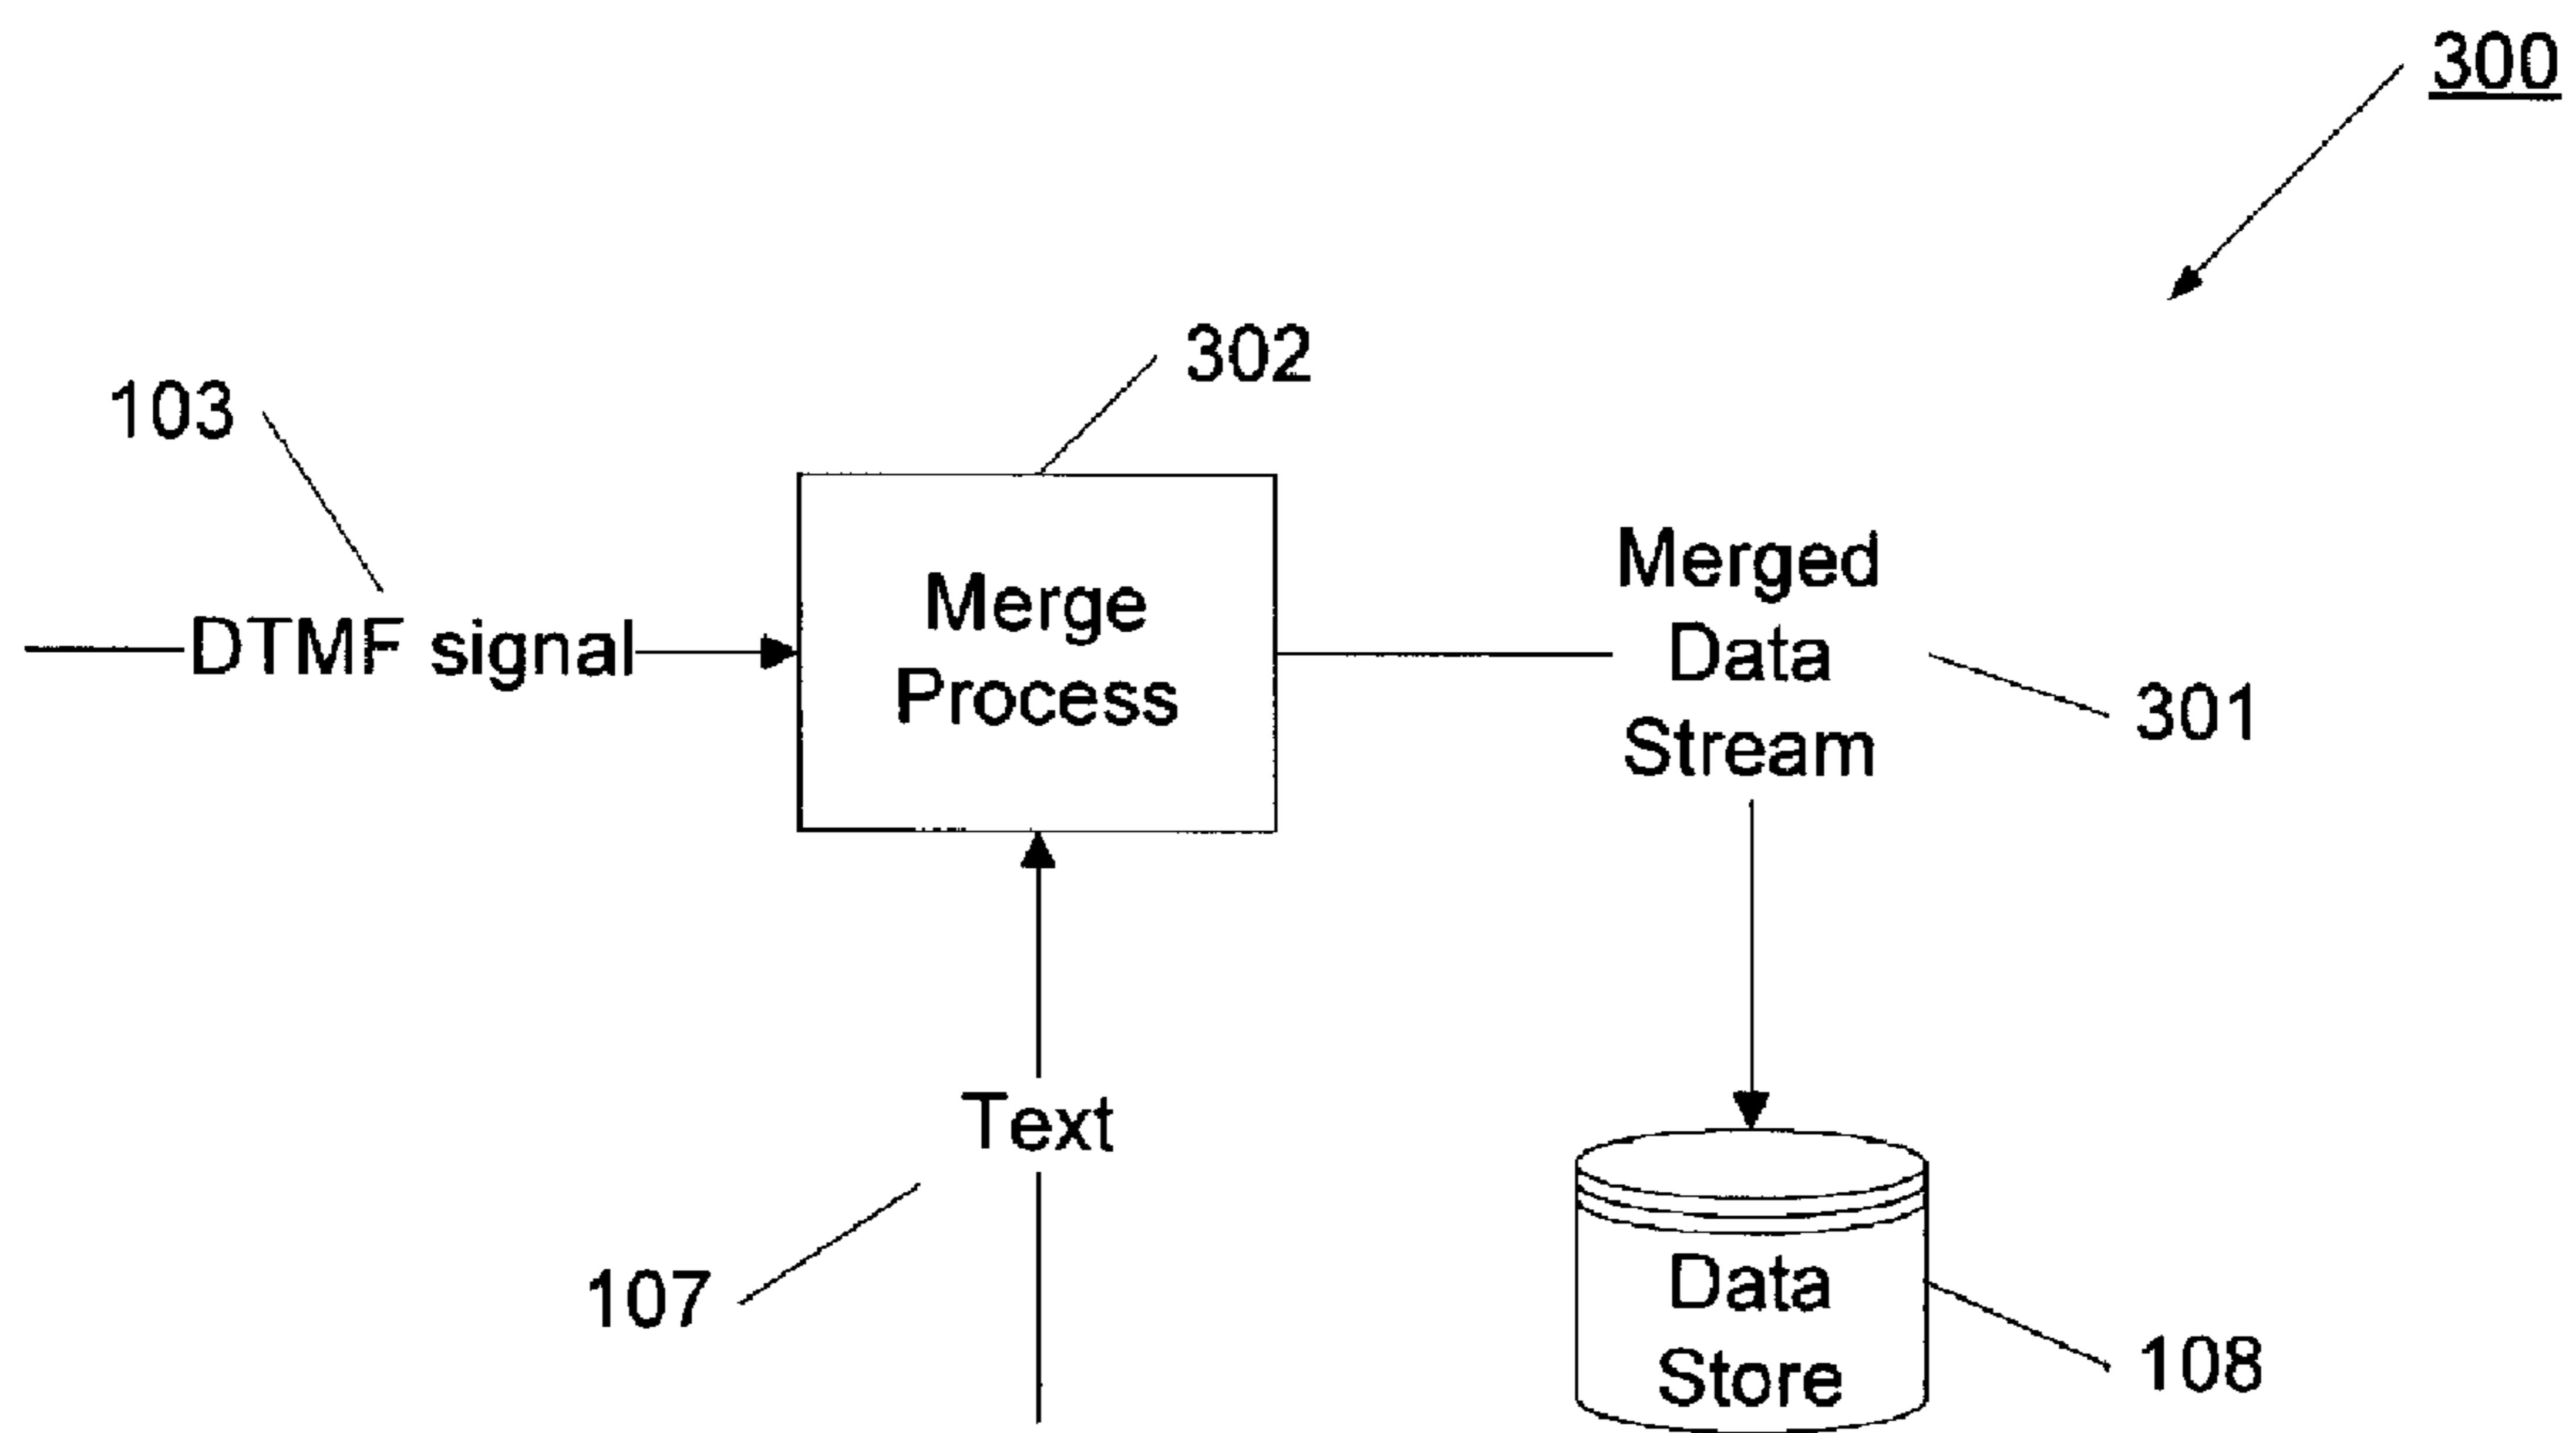 300
302
103
Merge
Process
DTMF signal
Merged
Data
Stream
301
Text
107
Data
Store
108